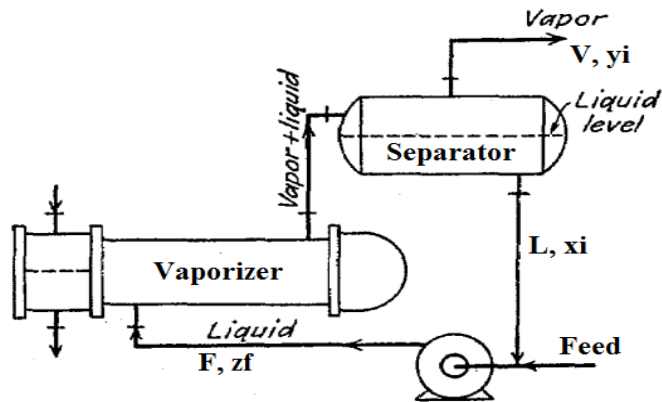 Vapor
V, yi
Liquid
level
Vapor+liquid
Separator
L, xi
Vaporizer
Liquid
F, zf
Feed